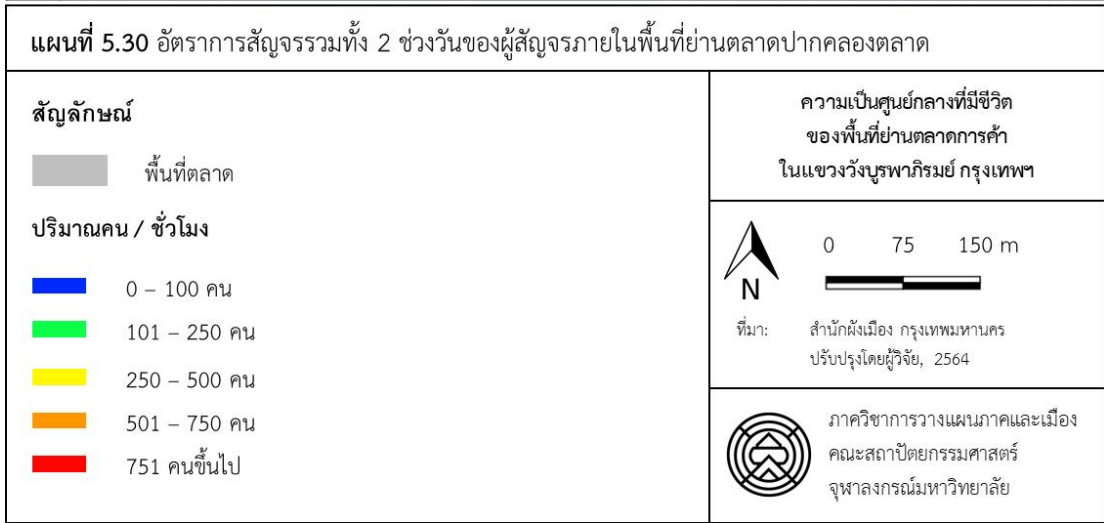 แผนที่ 5.30 อัตราการสัญจรรวมทั้ง 2 ช่วงวันของผู้สัญจรภายในพื้นที่ย่านตลาดปากคลองตลาด
สัญลักษณ์
พื้นที่ตลาด
ปริมาณคน / ชั่วโมง
0 – 100 คน
101 – 250 คน
250 – 500 คน
501 – 750 คน
751 คนขึ้นไป
ความเป็นศูนย์กลางที่มีชีวิต
ของพื้นที่ย่านตลาดการค้า
ในแขวงวังบูรพาภิรมย์ กรุงเทพฯ
N
0 75 150 m
ที่มา: สำนักผังเมือง กรุงเทพมหานคร
ปรับปรุงโดยผู้วิจัย, 2564
ภาควิชาการวางแผนภาคและเมือง
คณะสถาปัตยกรรมศาสตร์
จุฬาลงกรณ์มหาวิทยาลัย